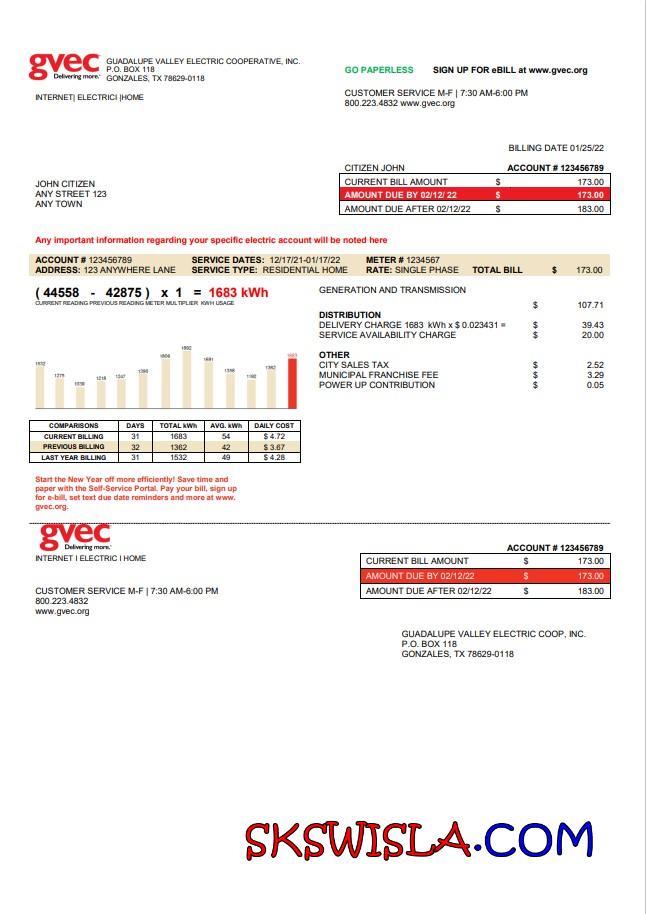 gvec
Delivering more.
GUADALUPE VALLEY ELECTRIC COOPERATIVE, INC.
P.O. BOX 118
GONZALES, TX 78629-0118
INTERNET| ELECTRICI |HOME
GO PAPERLESS SIGN UP FOR eBILL at www.gvec.org
CUSTOMER SERVICE M-F | 7:30 AM-6:00 PM
800.223.4832 www.gvec.org
BILLING DATE 01/25/22
CITIZEN JOHN ACCOUNT # 123456789
CURRENT BILL AMOUNT $ 173.00
AMOUNT DUE BY 02/12/ 22 $ 173.00
AMOUNT DUE AFTER 02/12/22 $ 183.00
JOHN CITIZEN
ANY STREET 123
ANY TOWN
Any important information regarding your specific electric account will be noted here
ACCOUNT # 123456789 SERVICE DATES: 12/17/21-01/17/22 METER # 1234567
ADDRESS: 123 ANYWHERE LANE SERVICE TYPE: RESIDENTIAL HOME RATE: SINGLE PHASE TOTAL BILL $ 173.00
( 44558 - 42875 ) x 1 = 1683 kWh
CURRENT READING PREVIOUS READING METER MULTIPLIER KWH USAGE
GENERATION AND TRANSMISSION
$ 107.71
DISTRIBUTION
DELIVERY CHARGE 1683 kWh x $ 0.023431 = $ 39.43
SERVICE AVAILABILITY CHARGE $ 20.00
OTHER
CITY SALES TAX $ 2.52
MUNICIPAL FRANCHISE FEE $ 3.29
POWER UP CONTRIBUTION $ 0.05
1275
1362
1683
COMPARISONS DAYS TOTAL kWh AVG. kWh DAILY COST
CURRENT BILLING 31 1683 54 $ 4.72
PREVIOUS BILLING 32 1362 42 $ 3.67
LAST YEAR BILLING 31 1532 49 $ 4.28
Start the New Year off more efficiently! Save time and
paper with the Self-Service Portal. Pay your bill, sign up
for e-bill, set text due date reminders and more at www.
gvec.org.
gvec
Delivering more.
INTERNET I ELECTRIC I HOME
CUSTOMER SERVICE M-F | 7:30 AM-6:00 PM
800.223.4832
www.gvec.org
ACCOUNT # 123456789
CURRENT BILL AMOUNT $ 173.00
AMOUNT DUE BY 02/12/22 $ 173.00
AMOUNT DUE AFTER 02/12/22 $ 183.00
GUADALUPE VALLEY ELECTRIC COOP, INC.
P.O. BOX 118
GONZALES, TX 78629-0118
SKSWISLA.COM